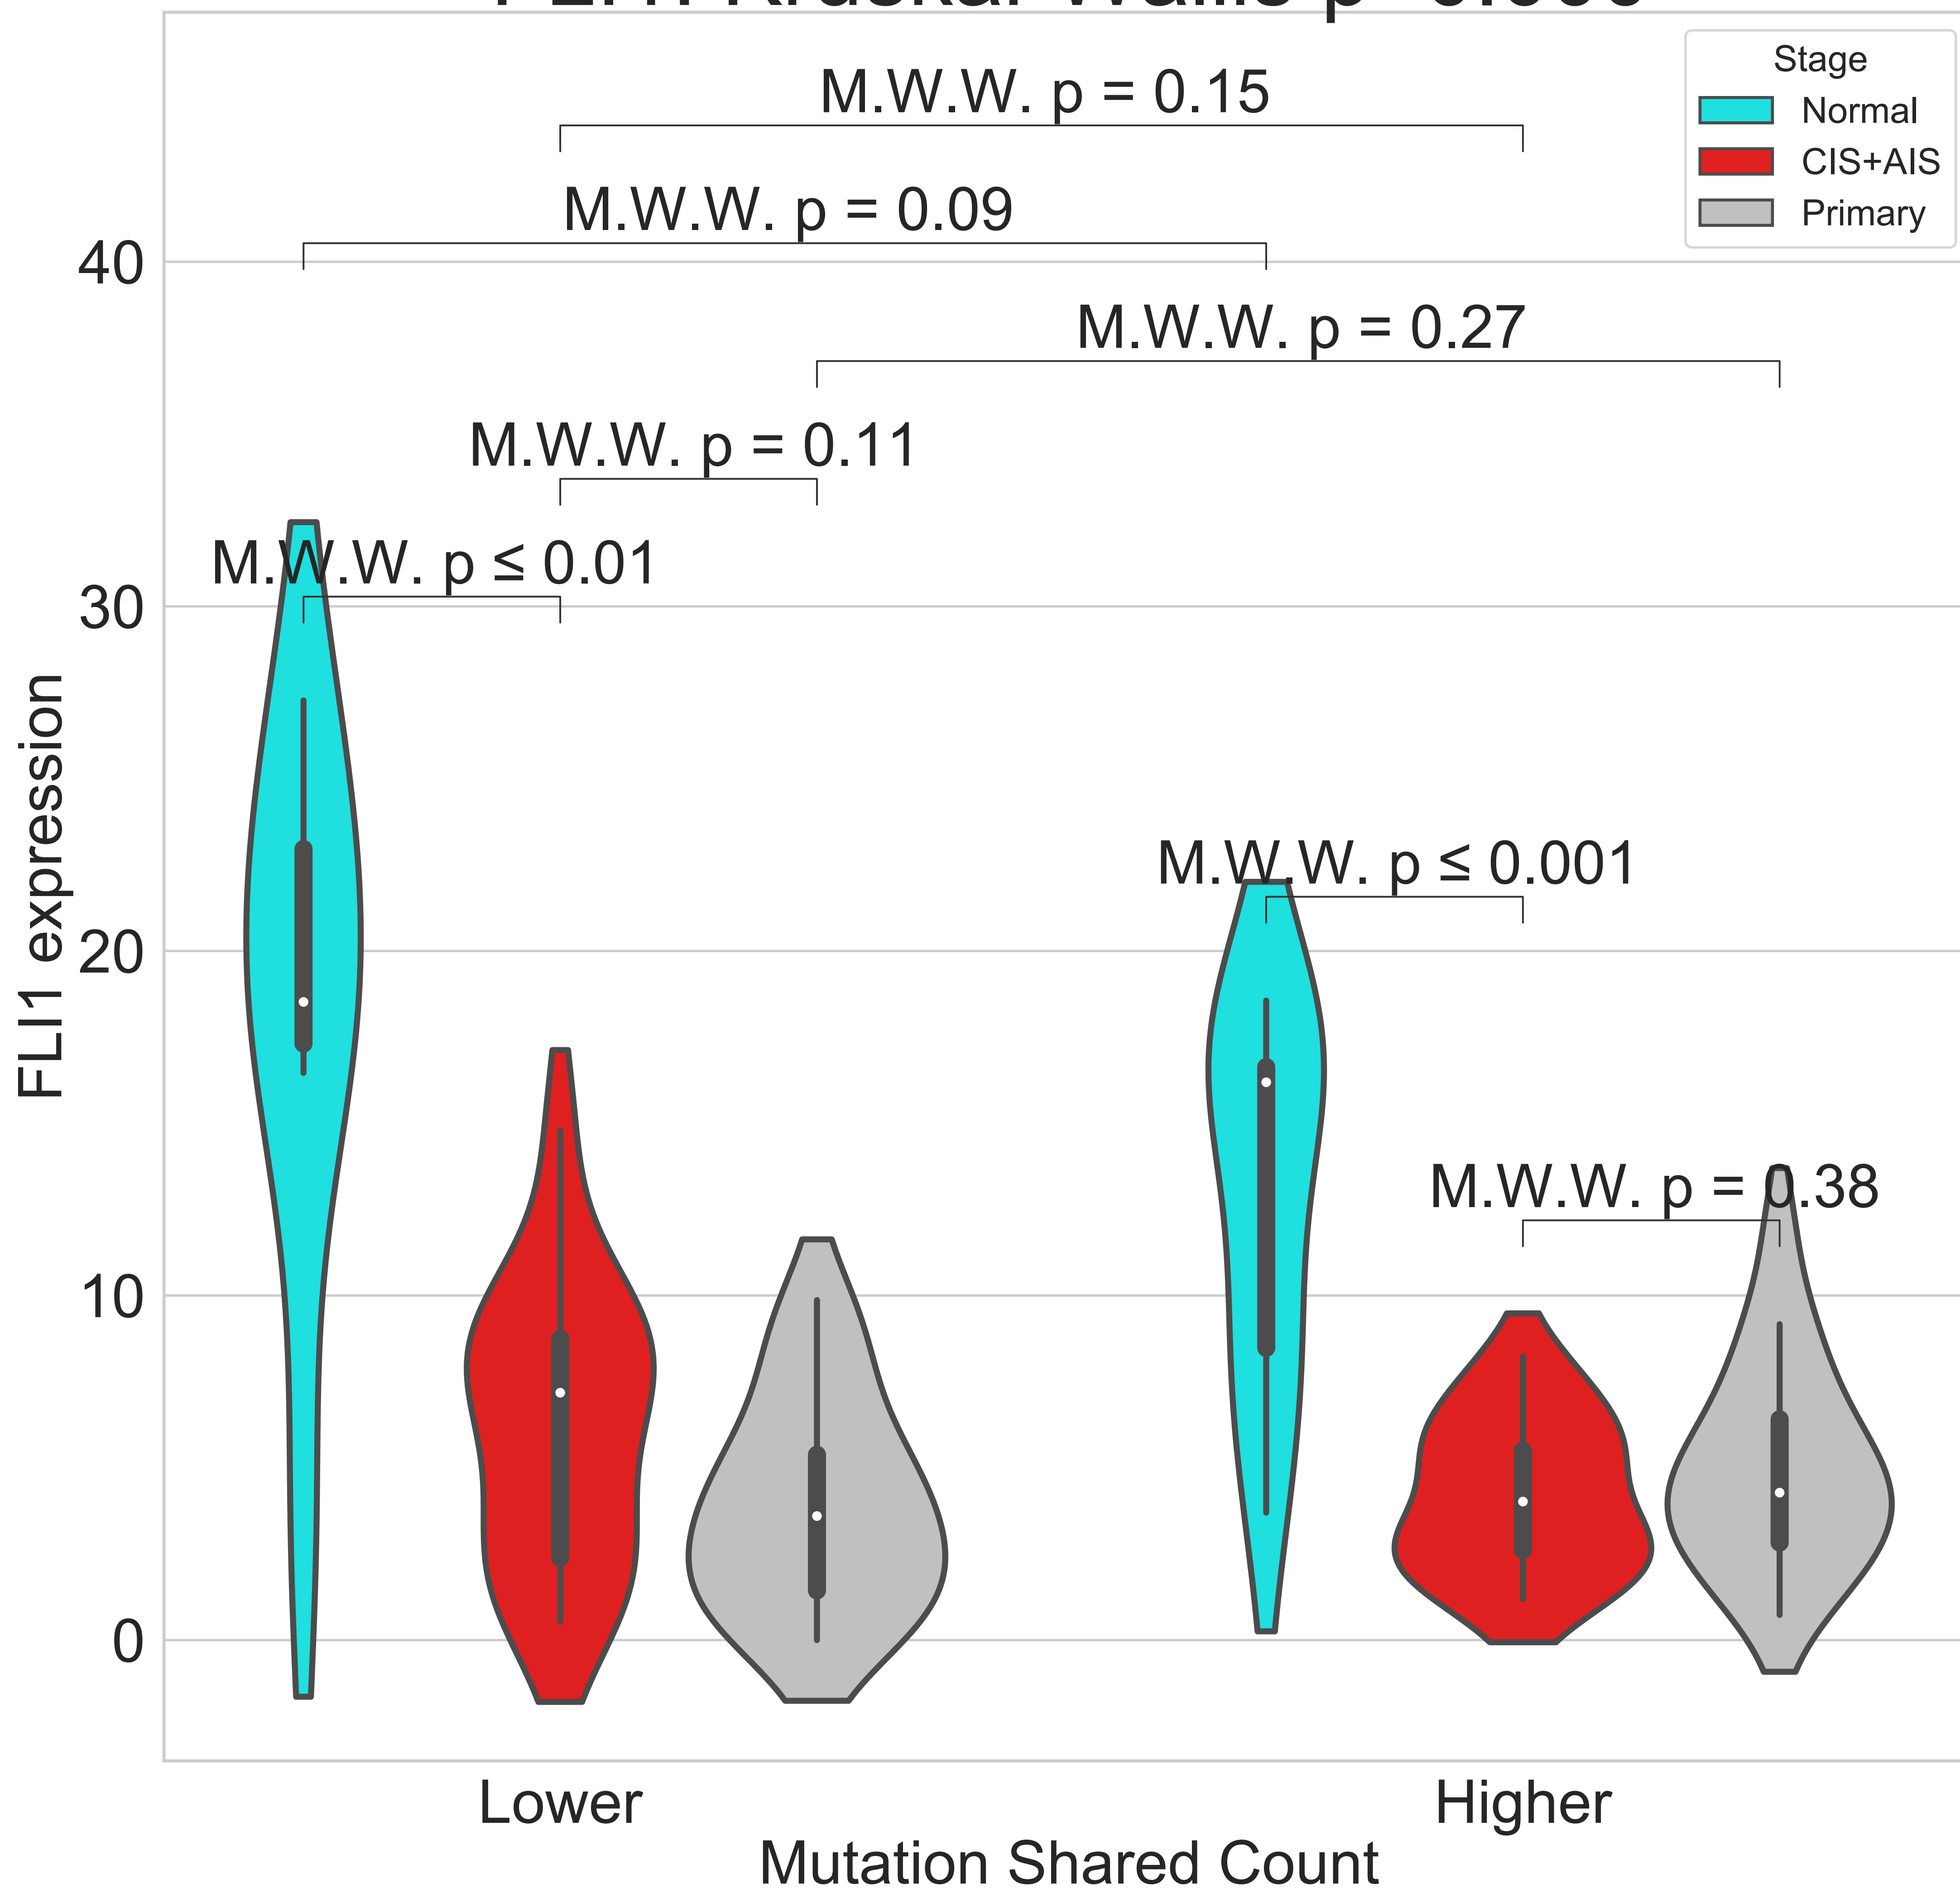 Stage
Normal
CIS+AIS
Primary
M.W.W. p = 0.15
M.W.W. p = 0.09
M.W.W. p = 0.27
M.W.W. p = 0.11
M.W.W. p ≤ 0.01
M.W.W. p ≤ 0.001
M.W.W. p = 0.38
FLI1 expression
40
30
20
10
0
Lower
Higher
Mutation Shared Count